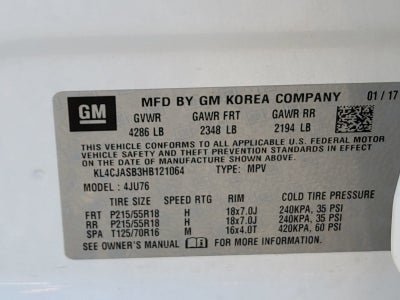 GM MFD BY GM KOREA COMPANY 01 / 17
GVWR GAWR FRT GAWR RR
4286 LB 2348 LB 2194 LB
THIS VEHICLE CONFORMS TO ALL APPLICABLE U.S. FEDERAL MOTOR
VEHICLE SAFETY AND THEFT PREVENTION STANDARDS IN
EFFECT ON THE DATE OF MANUFACTURE SHOWN ABOVE.
KL4CJASB3HB121064 TYPE: MPV
MODEL : 4JU76
TIRE SIZE SPEED RTG RIM COLD TIRE PRESSURE
FRT P215/55R18 H 18x7.0J 240KPA, 35 PSI
RR P215/55R18 H 18x7.0J 240KPA, 35 PSI
SPA T125/70R16 M 16x4.0T 420KPA, 60 PSI
SEE OWNER'S MANUAL FOR MORE INFORMATION.